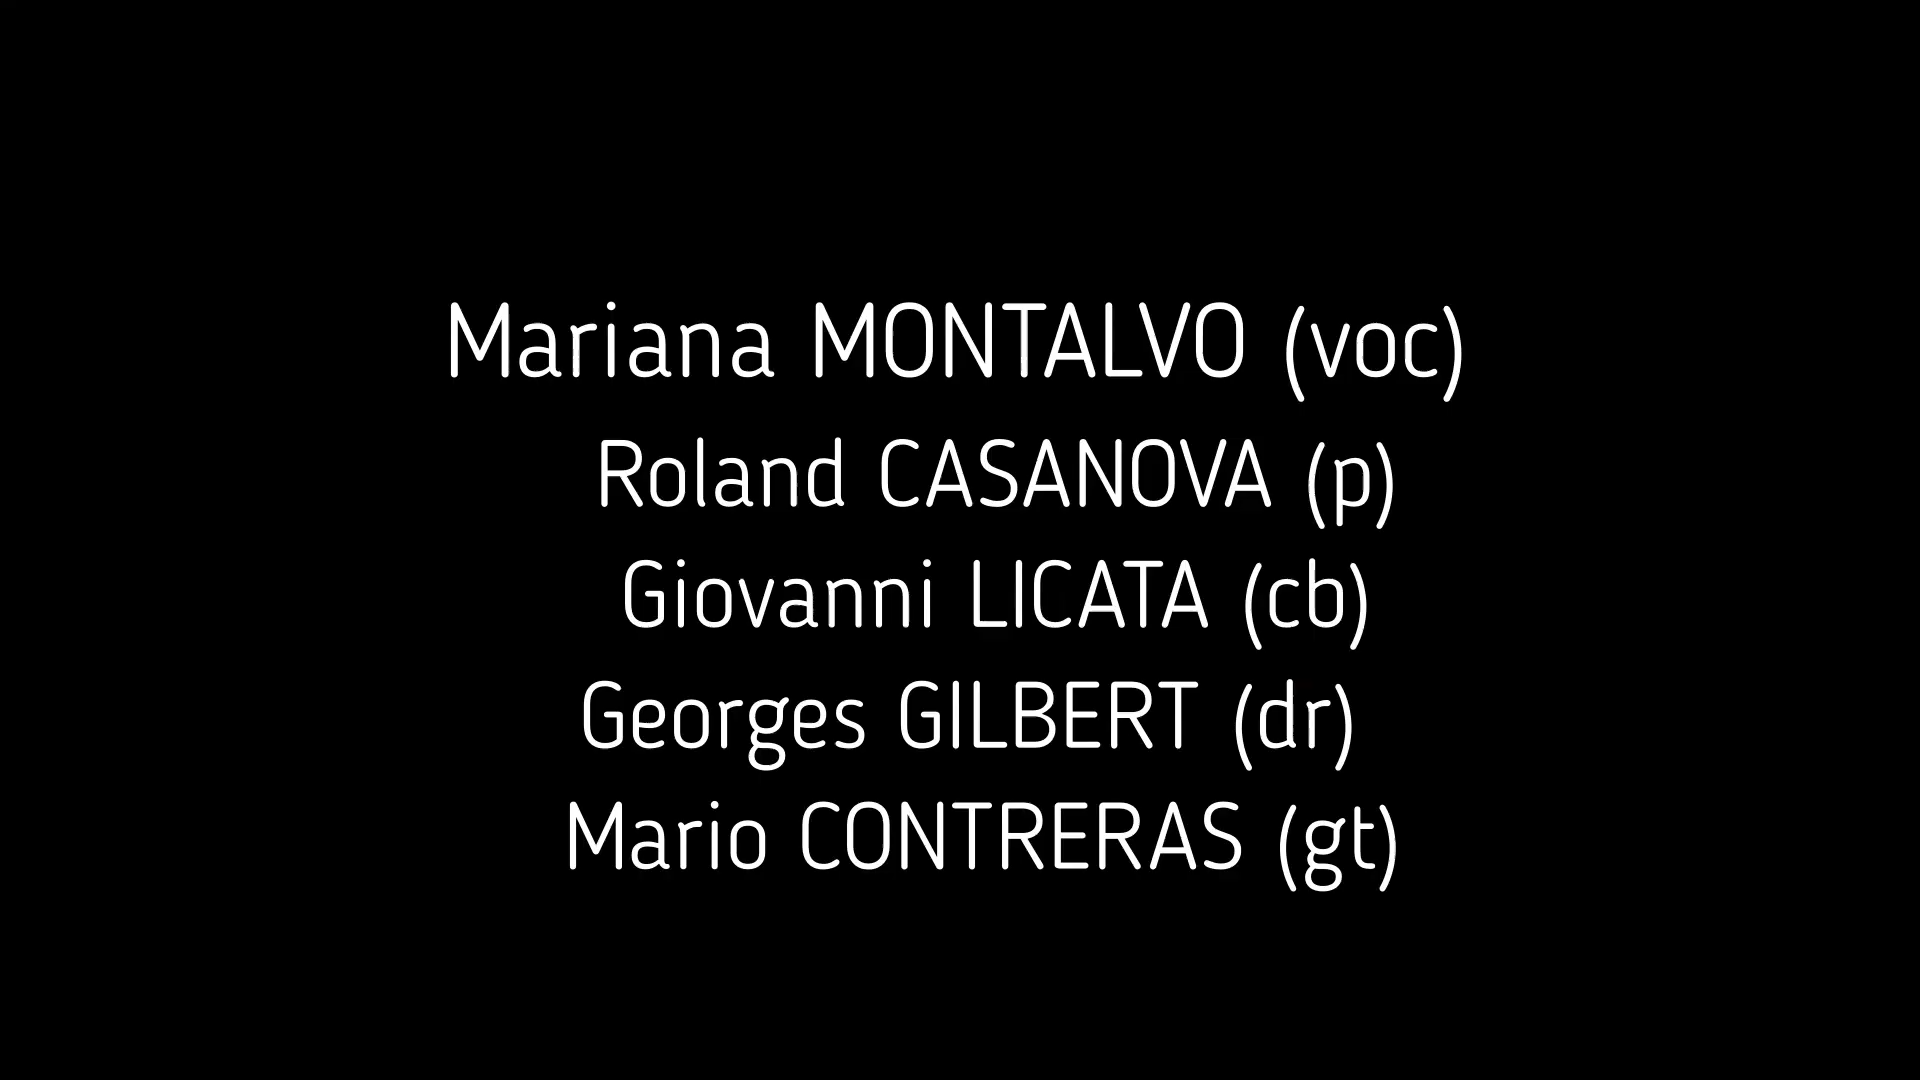 Mariana MONTALVO (voc)
Roland CASANOVA (p)
Giovanni LICATA (cb)
Georges GILBERT (dr)
Mario CONTRERAS (gt)